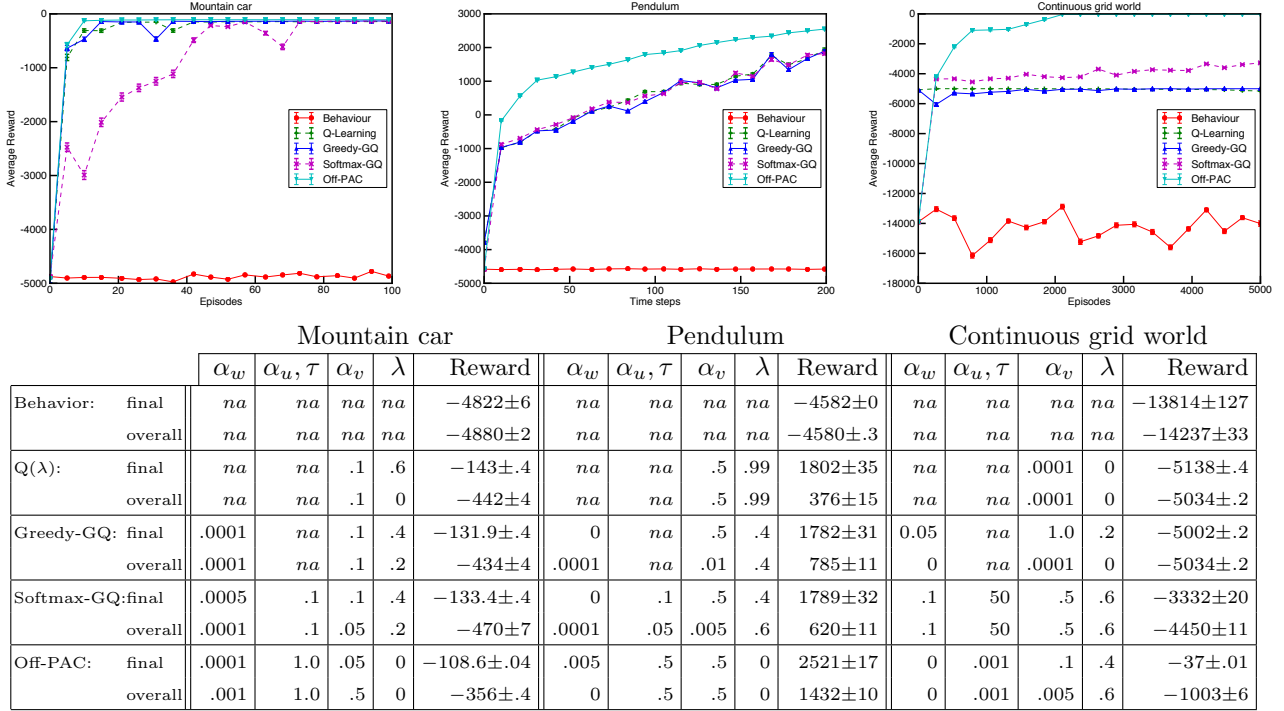 Mountain car
Pendulum
Continuous grid world
0
-1000
-2000
-3000
-4000
-5000
Average Reward
0 20 40 60 80 100
Episodes
Behaviour
Q-Learning
Greedy-GQ
Softmax-GQ
Off-PAC
3000
2000
1000
0
-1000
-2000
-3000
-4000
-5000
Average Reward
0 50 100 150 200
Time steps
Behaviour
Q-Learning
Greedy-GQ
Softmax-GQ
Off-PAC
0
-2000
-4000
-6000
-8000
-10000
-12000
-14000
-16000
-18000
Average Reward
0 1000 2000 3000 4000 5000
Episodes
Behaviour
Q-Learning
Greedy-GQ
Softmax-GQ
Off-PAC
Mountain car Pendulum Continuous grid world
α_w α_u, τ α_v λ Reward α_w α_u, τ α_v λ Reward α_w α_u, τ α_v λ Reward
Behavior: final na na na na −4822±6 na na na na −4582±0 na na na na −13814±127
overall na na na na −4880±2 na na na na −4580±.3 na na na na −14237±33
Q(λ): final na na .1 .6 −143±.4 na na .5 .99 1802±35 na na .0001 0 −5138±.4
overall na na .1 0 −442±4 na na .5 .99 376±15 na na .0001 0 −5034±.2
Greedy-GQ: final .0001 na .1 .4 −131.9±.4 0 na .5 .4 1782±31 0.05 na 1.0 .2 −5002±.2
overall .0001 na .1 .2 −434±4 .0001 na .01 .4 785±11 0 na .0001 0 −5034±.2
Softmax-GQ:final .0005 .1 .1 .4 −133.4±.4 0 .1 .5 .4 1789±32 .1 50 .5 .6 −3332±20
overall .0001 .1 .05 .2 −470±7 .0001 .05 .005 .6 620±11 .1 50 .5 .6 −4450±11
Off-PAC: final .0001 1.0 .05 0 −108.6±.04 .005 .5 .5 0 2521±17 0 .001 .1 .4 −37±.01
overall .001 1.0 .5 0 −356±.4 0 .5 .5 0 1432±10 0 .001 .005 .6 −1003±6